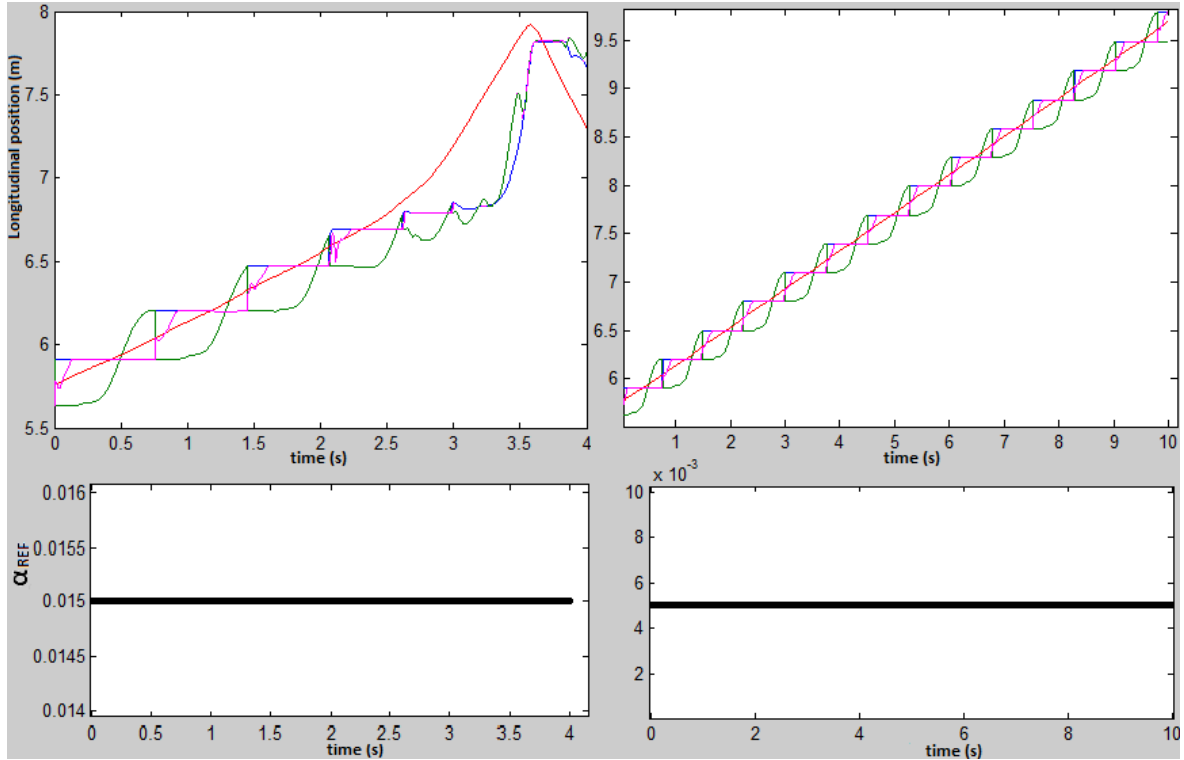 Longitudinal position (m)
8
7.5
7
6.5
6
5.5
0 0.5 1 1.5 2 2.5 3 3.5 4
time (s)
9.5
9
8.5
8
7.5
7
6.5
6
1 2 3 4 5 6 7 8 9 10
time (s)
αREF
0.016
0.0155
0.015
0.0145
0.014
0 0.5 1 1.5 2 2.5 3 3.5 4
time (s)
x 10-3
10
8
6
4
2
0 2 4 6 8 10
time (s)